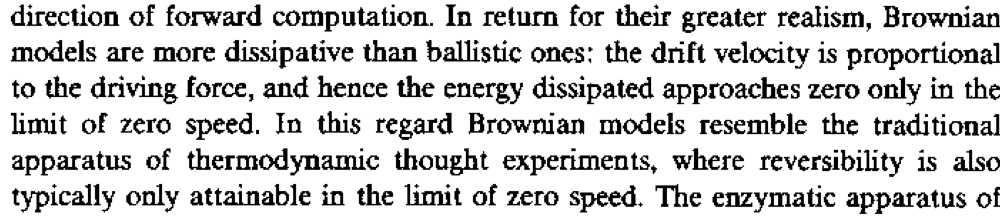 direction of forward computation. In return for their greater realism, Brownian
models are more dissipative than ballistic ones: the drift velocity is proportional
to the driving force, and hence the energy dissipated approaches zero only in the
limit of zero speed. In this regard Brownian models resemble the traditional
apparatus of thermodynamic thought experiments, where reversibility is also
typically only attainable in the limit of zero speed. The enzymatic apparatus of